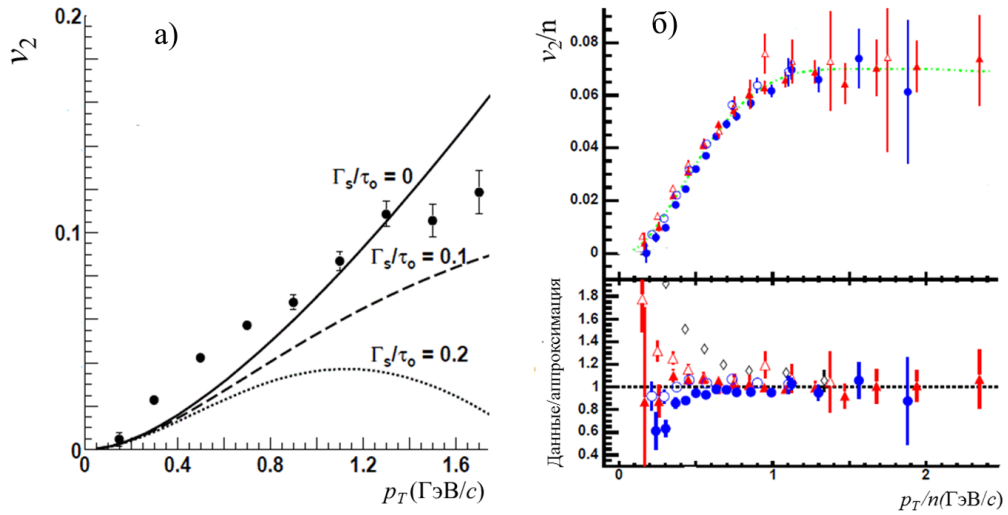 а)
v₂
0.2
0.1
0
Γs/τo = 0
Γs/τo = 0.1
Γs/τo = 0.2
0 0.4 0.8 1.2 1.6
pT(ГэВ/c)
б)
v₂/n
0.08
0.06
0.04
0.02
0
Данные/аппроксимация
1.8
1.6
1.4
1.2
1
0.8
0.6
0.4
0 1 2
pT/n(ГэВ/c)